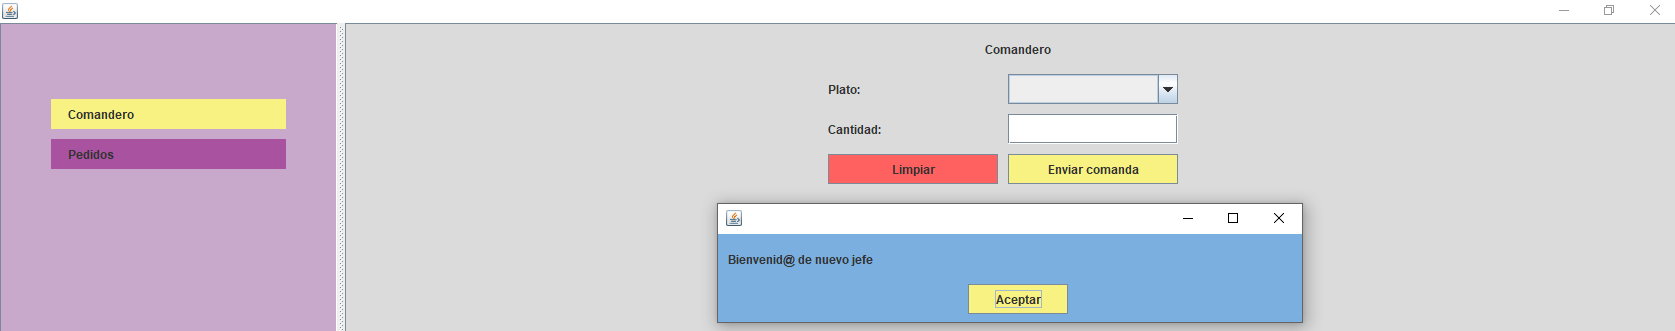 Comandero
Pedidos
Comandero
Plato:
Cantidad:
Limpiar Enviar comanda
Bienvenid@ de nuevo jefe
Aceptar